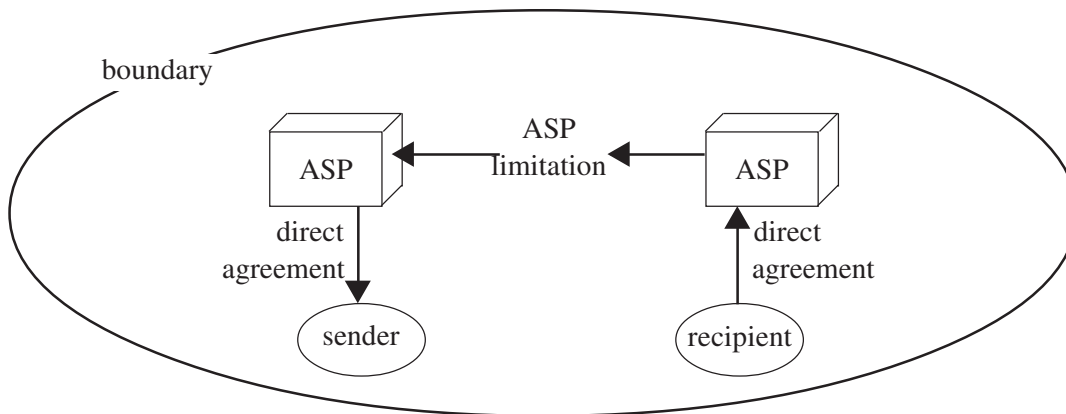 boundary
ASP
ASP
limitation
ASP
direct
agreement
direct
agreement
sender
recipient